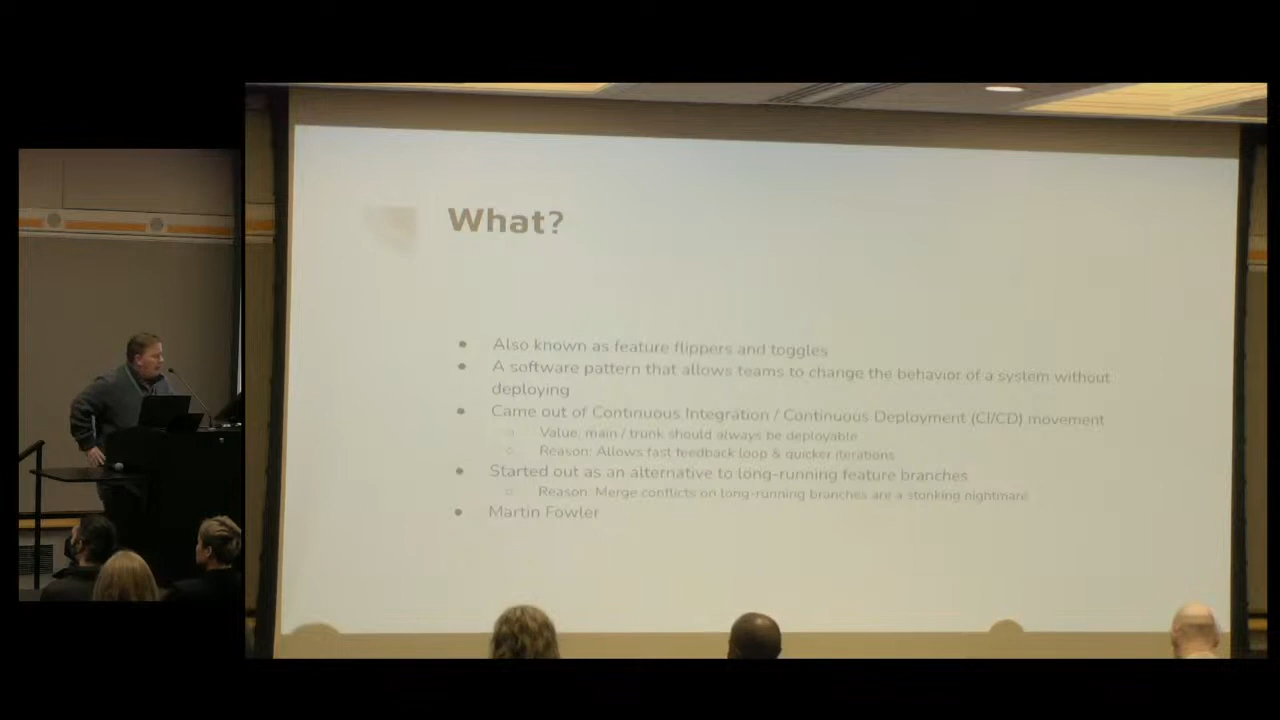 What?
Also known as feature flippers and toggles
A software pattern that allows teams to change the behavior of a system without
deploying
Came out of Continuous Integration / Continuous Deployment (CI/CD) movement
Value: main / trunk should always be deployable
Reason: Allows fast feedback loop & quicker iterations
Started out as an alternative to long-running feature branches
Reason: Merge conflicts on long-running branches are a stonking nightmare
Martin Fowler